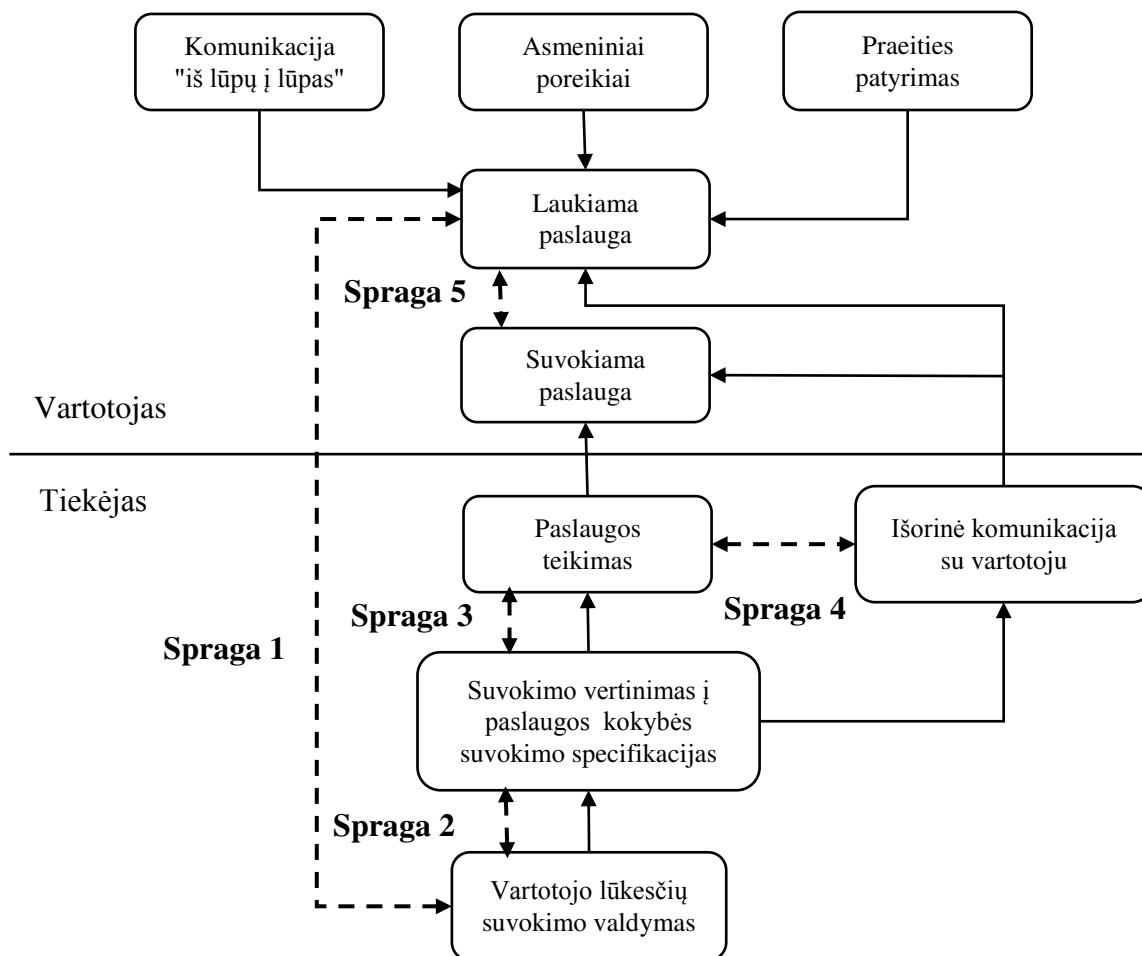 Komunikacija
"iš lūpų į lūpas"
Asmeniniai
poreikiai
Praeities
patyrimas
Laukiama
paslauga
Spraga 5
Suvokiama
paslauga
Vartotojas
Tiekėjas
Paslaugos
teikimas
Išorinė komunikacija
su vartotoju
Spraga 3
Spraga 4
Spraga 1
Suvokimo vertinimas į
paslaugos kokybės
suvokimo specifikacijas
Spraga 2
Vartotojo lūkesčių
suvokimo valdymas